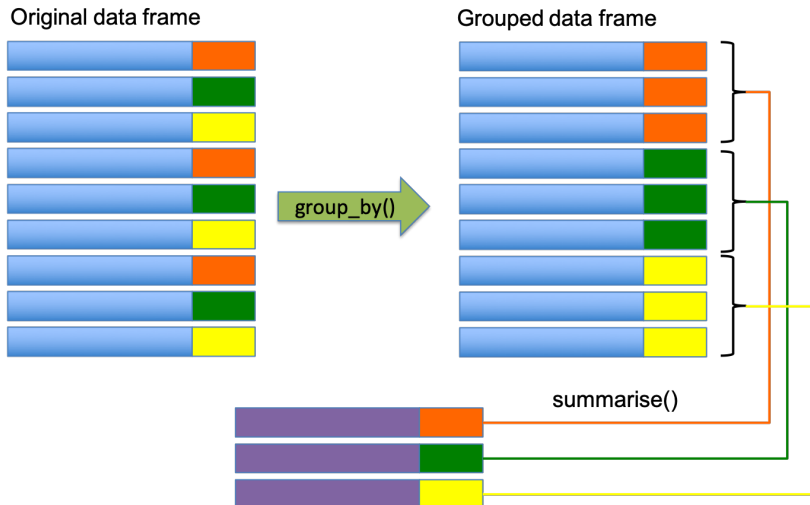 Original data frame
Grouped data frame
group_by()
summarise()